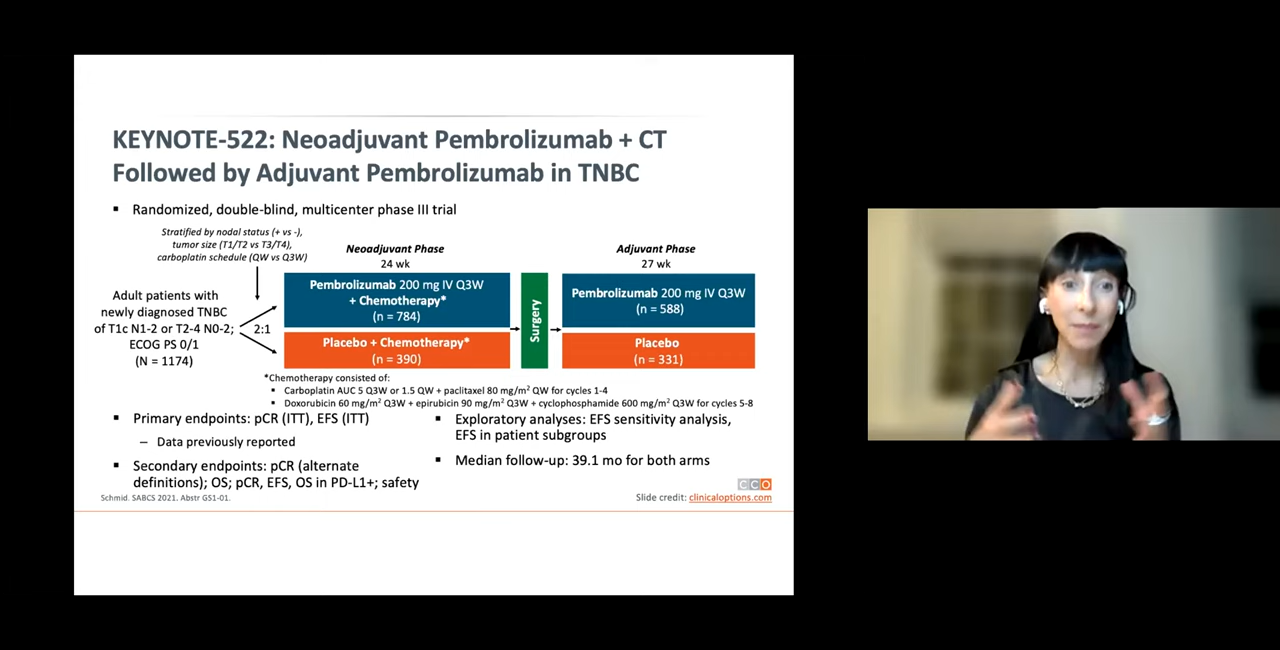 KEYNOTE-522: Neoadjuvant Pembrolizumab + CT
Followed by Adjuvant Pembrolizumab in TNBC
▪ Randomized, double-blind, multicenter phase III trial
Stratified by nodal status (+ vs -),
tumor size (T1/T2 vs T3/T4),
carboplatin schedule (QW vs Q3W)
Adult patients with
newly diagnosed TNBC
of T1c N1-2 or T2-4 N0-2;
ECOG PS 0/1
(N = 1174)
2:1
Neoadjuvant Phase
24 wk
Pembrolizumab 200 mg IV Q3W
+ Chemotherapy*
(n = 784)
Placebo + Chemotherapy*
(n = 390)
Surgery
Adjuvant Phase
27 wk
Pembrolizumab 200 mg IV Q3W
(n = 588)
Placebo
(n = 331)
*Chemotherapy consisted of:
▪ Carboplatin AUC 5 Q3W or 1.5 QW + paclitaxel 80 mg/m² QW for cycles 1-4
▪ Doxorubicin 60 mg/m² Q3W + epirubicin 90 mg/m² Q3W + cyclophosphamide 600 mg/m² Q3W for cycles 5-8
▪ Primary endpoints: pCR (ITT), EFS (ITT)
– Data previously reported
▪ Secondary endpoints: pCR (alternate
definitions); OS; pCR, EFS, OS in PD-L1+; safety
▪ Exploratory analyses: EFS sensitivity analysis,
EFS in patient subgroups
▪ Median follow-up: 39.1 mo for both arms
Schmid. SABCS 2021. Abstr GS1-01.
CCO
Slide credit: clinicaloptions.com